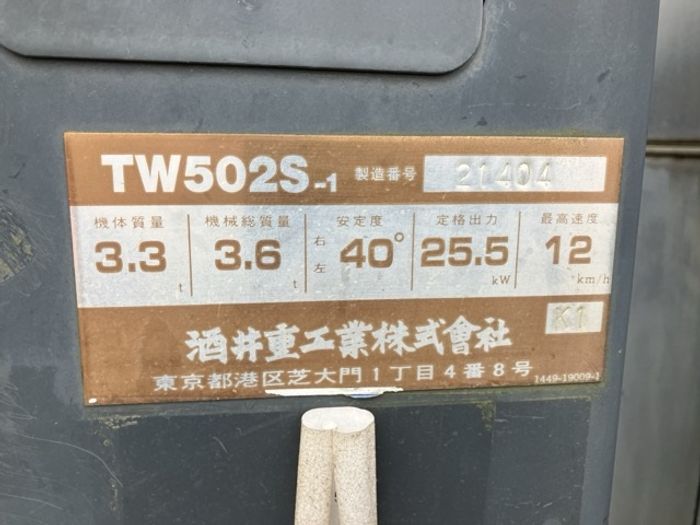 TW502S-1 製造番号 21404
機体質量 機械総質量 安定度 定格出力 最高速度
3.3 t 3.6 t 右左 40° 25.5 kW 12 km/h
K1
酒井重工業株式會社
東京都港区芝大門1丁目4番8号 1449-19009-1